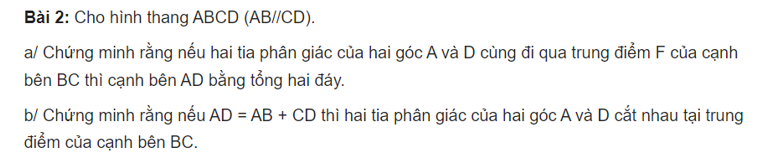 Bài 2: Cho hình thang ABCD (AB//CD).
a/ Chứng minh rằng nếu hai tia phân giác của hai góc A và D cùng đi qua trung điểm F của cạnh
bên BC thì cạnh bên AD bằng tổng hai đáy.
b/ Chứng minh rằng nếu AD = AB + CD thì hai tia phân giác của hai góc A và D cắt nhau tại trung
điểm của cạnh bên BC.